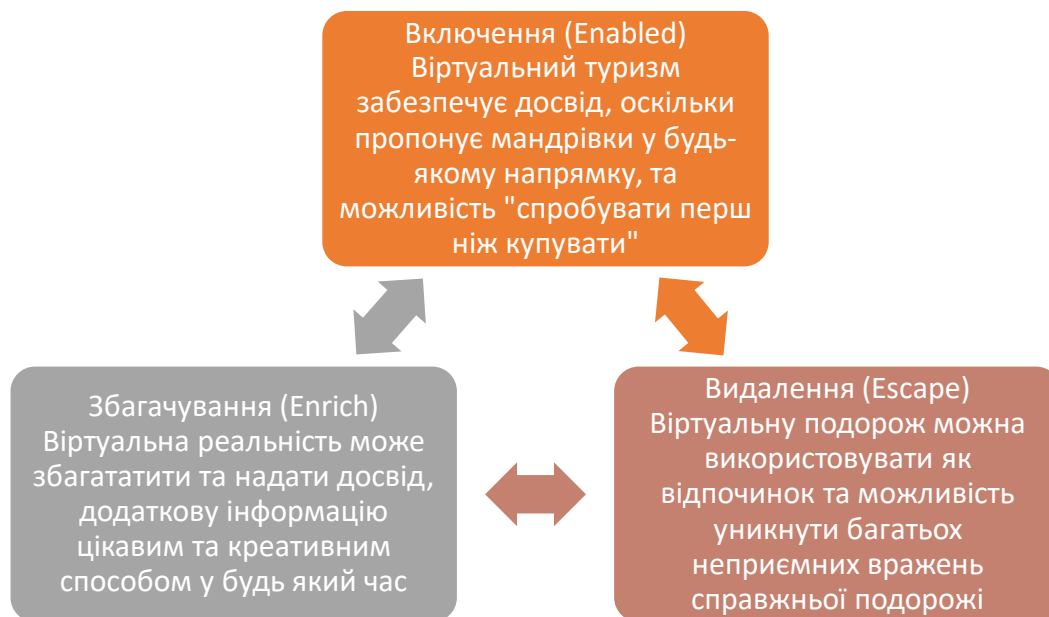 Включення (Enabled)
Віртуальний туризм
забезпечує досвід, оскільки
пропонує мандрівки у будь-
якому напрямку, та
можливість "спробувати перш
ніж купувати"
Збагачування (Enrich)
Віртуальна реальність може
збагататити та надати досвід,
додаткову інформацію
цікавим та креативним
способом у будь який час
Видалення (Escape)
Віртуальну подорож можна
використовувати як
відпочинок та можливість
уникнути багатьох
неприємних вражень
справжньої подорожі